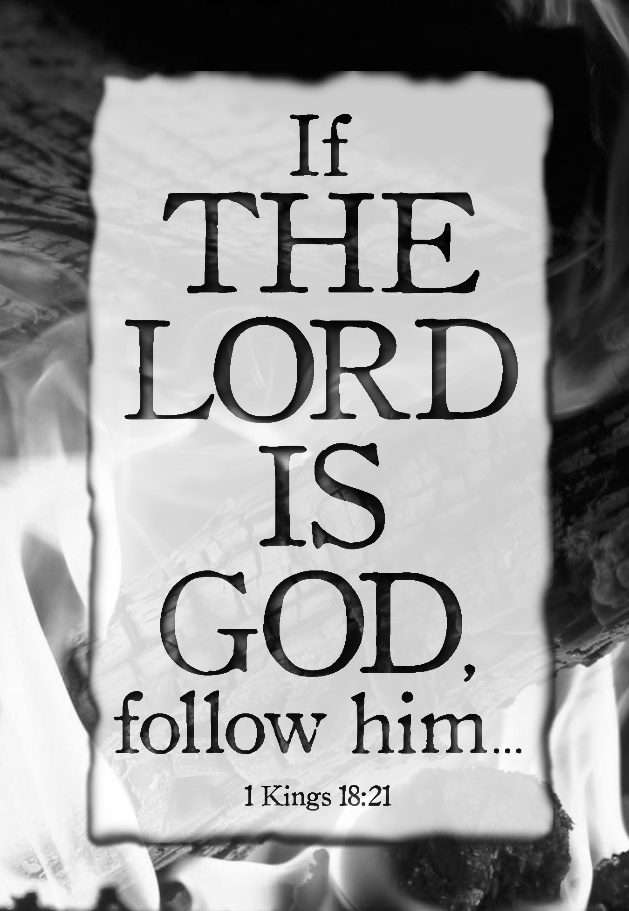 If
THE
LORD
IS
GOD,
follow him...
1 Kings 18:21